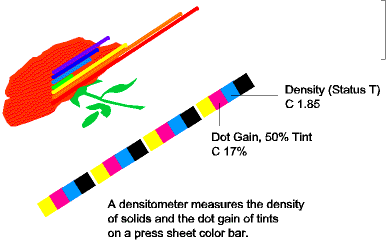 Density (Status T)
C 1.85
Dot Gain, 50% Tint
C 17%
A densitometer measures the density
of solids and the dot gain of tints
on a press sheet color bar.